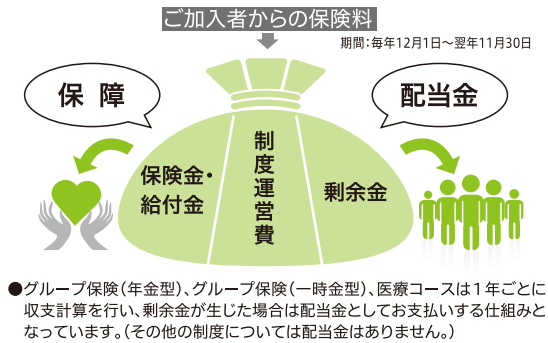 ご加入者からの保険料
期間：毎年12月1日～翌年11月30日
保 障
配当金
保険金・
給付金
制度運営費
剰余金
●グループ保険（年金型）、グループ保険（一時金型）、医療コースは1年ごとに
収支計算を行い、剰余金が生じた場合は配当金としてお支払いする仕組みと
なっています。（その他の制度については配当金はありません。）